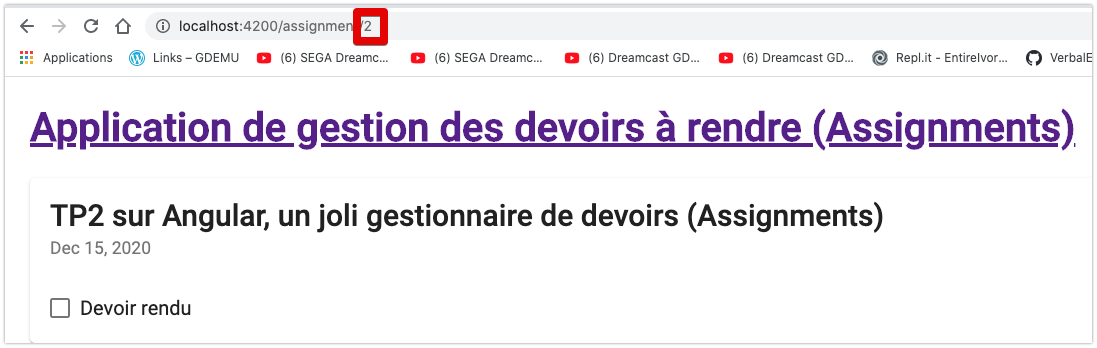 localhost:4200/assignment/2
Applications Links – GDEMU (6) SEGA Dreamc... (6) SEGA Dreamc... (6) Dreamcast GD... (6) Dreamcast GD... Repl.it - EntireIvor... VerbalE
Application de gestion des devoirs à rendre (Assignments)
TP2 sur Angular, un joli gestionnaire de devoirs (Assignments)
Dec 15, 2020
Devoir rendu